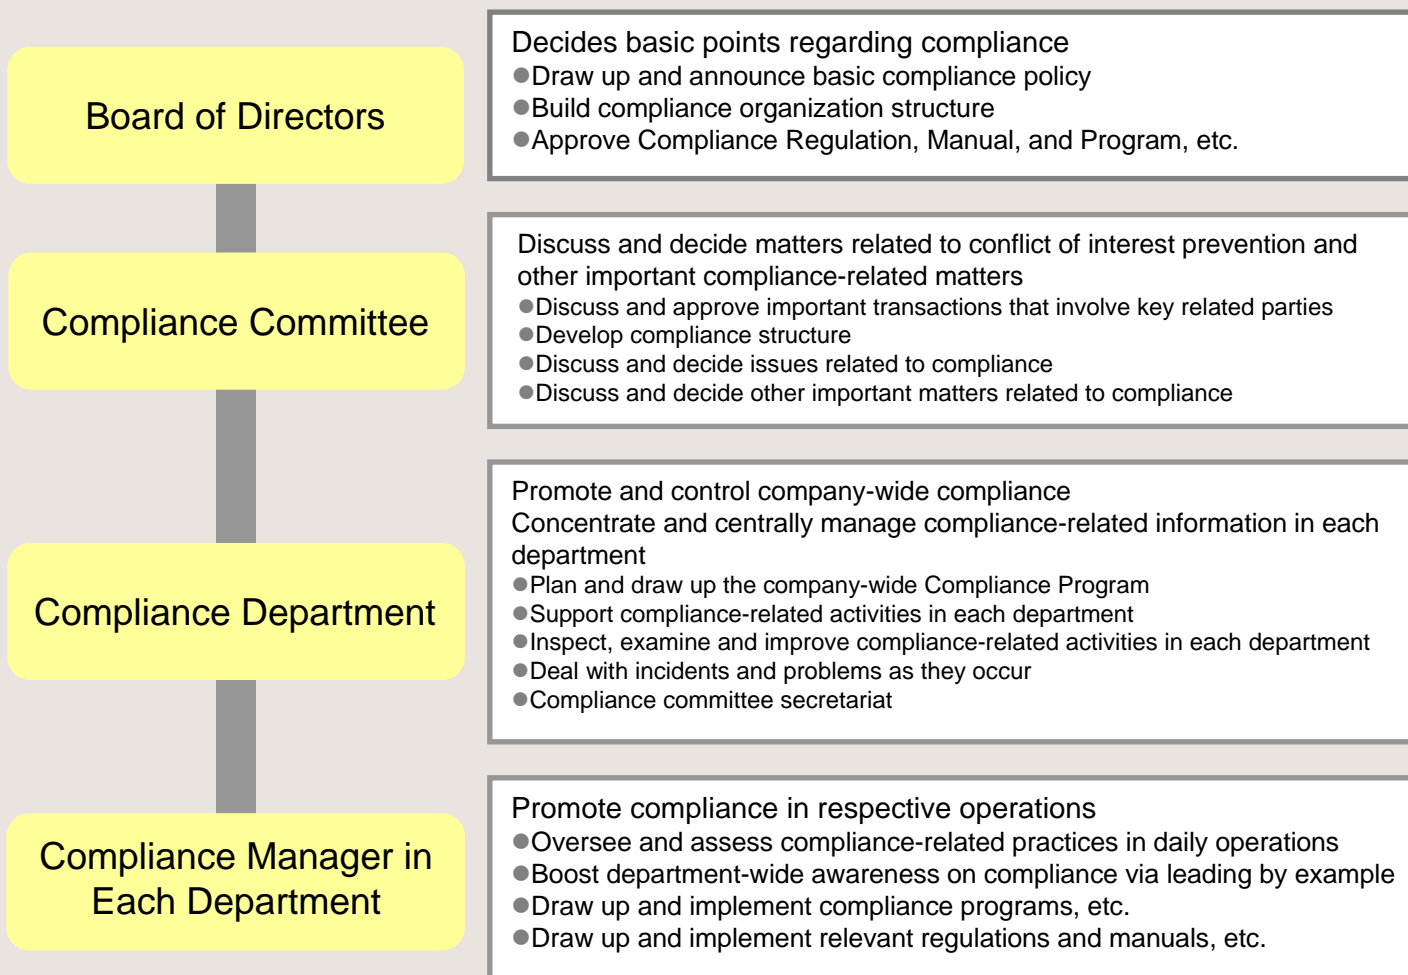 Board of Directors
Decides basic points regarding compliance
●Draw up and announce basic compliance policy
●Build compliance organization structure
●Approve Compliance Regulation, Manual, and Program, etc.
Compliance Committee
Discuss and decide matters related to conflict of interest prevention and
other important compliance-related matters
●Discuss and approve important transactions that involve key related parties
●Develop compliance structure
●Discuss and decide issues related to compliance
●Discuss and decide other important matters related to compliance
Compliance Department
Promote and control company-wide compliance
Concentrate and centrally manage compliance-related information in each
department
●Plan and draw up the company-wide Compliance Program
●Support compliance-related activities in each department
●Inspect, examine and improve compliance-related activities in each department
●Deal with incidents and problems as they occur
●Compliance committee secretariat
Compliance Manager in
Each Department
Promote compliance in respective operations
●Oversee and assess compliance-related practices in daily operations
●Boost department-wide awareness on compliance via leading by example
●Draw up and implement compliance programs, etc.
●Draw up and implement relevant regulations and manuals, etc.